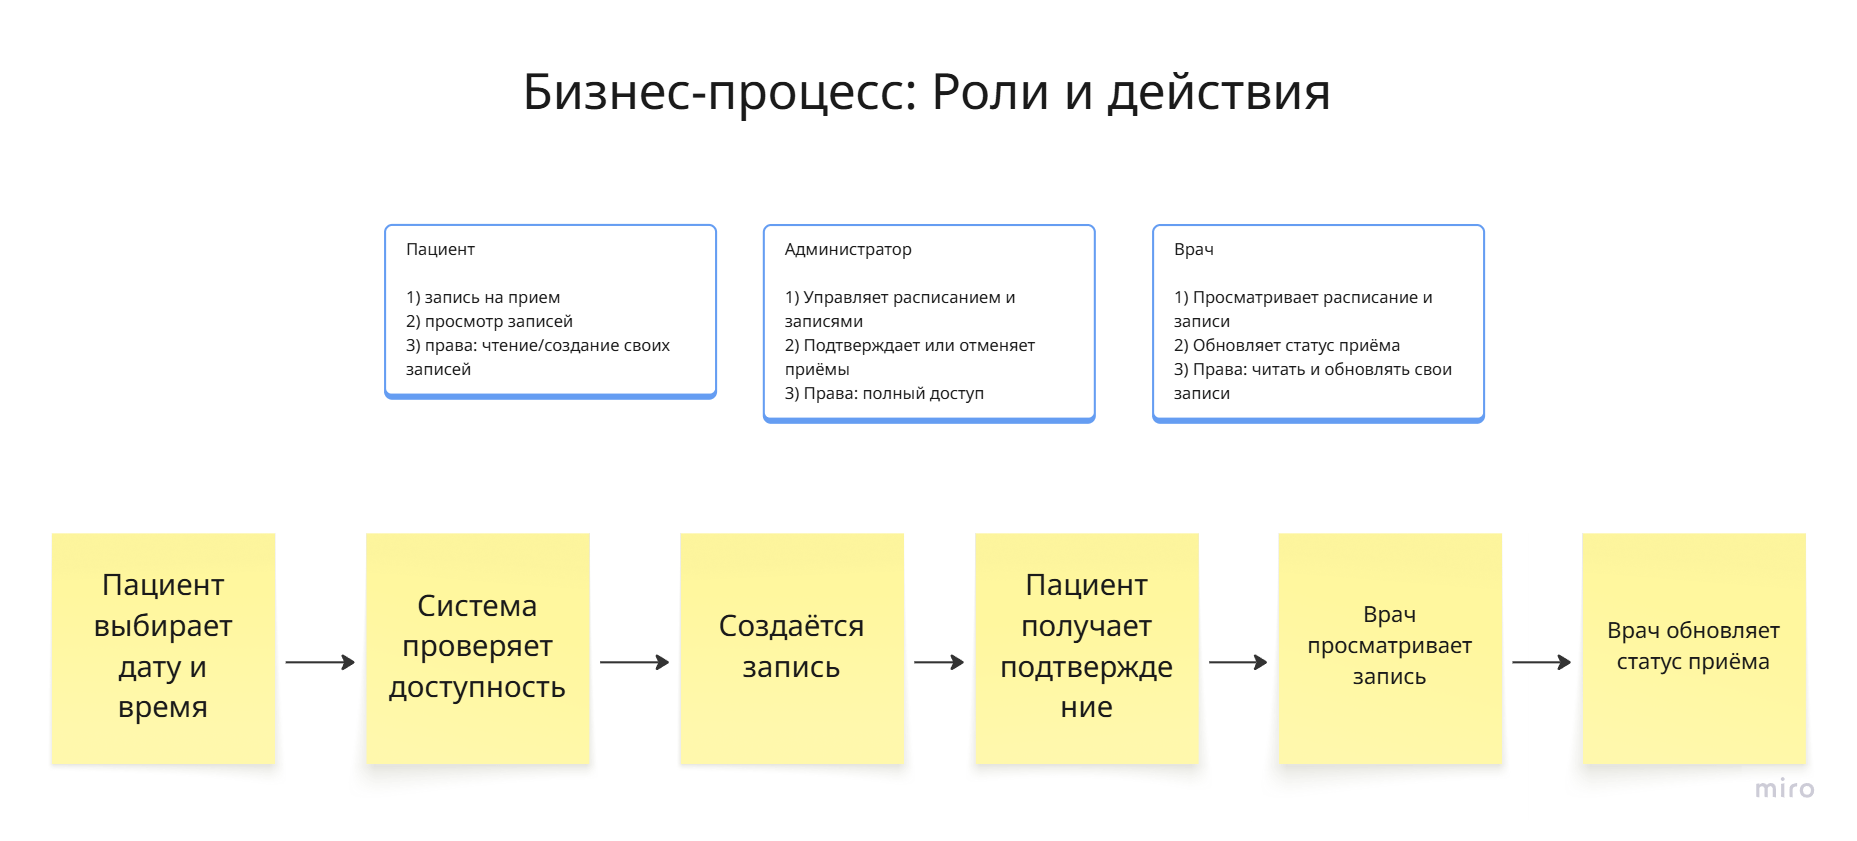 Бизнес-процесс: Роли и действия
Пациент
1) запись на прием
2) просмотр записей
3) права: чтение/создание своих
записей
Администратор
1) Управляет расписанием и
записями
2) Подтверждает или отменяет
приёмы
3) Права: полный доступ
Врач
1) Просматривает расписание и
записи
2) Обновляет статус приёма
3) Права: читать и обновлять свои
записи
Пациент
выбирает
дату и
время
Система
проверяет
доступность
Создаётся
запись
Пациент
получает
подтвержде
ние
Врач
просматривает
запись
Врач обновляет
статус приёма
miro